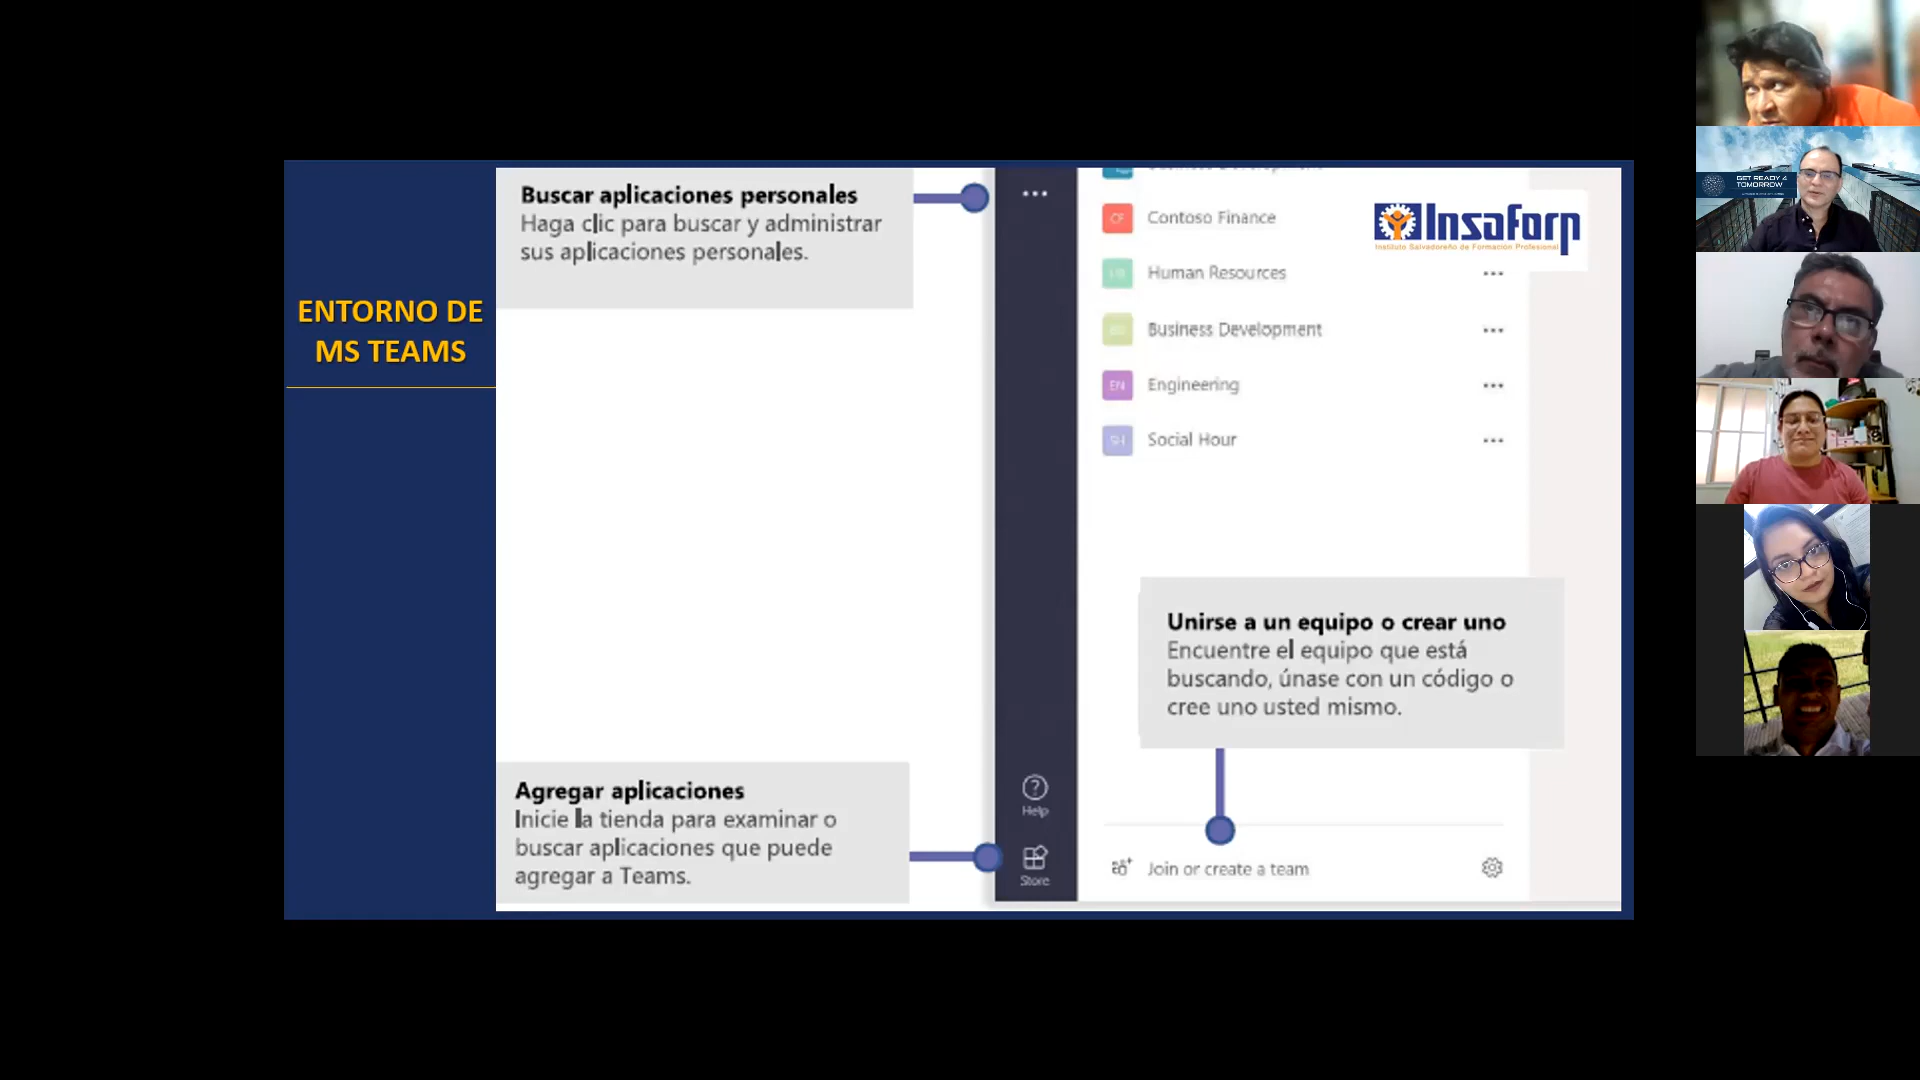 ENTORNO DE
MS TEAMS
Buscar aplicaciones personales
Haga clic para buscar y administrar
sus aplicaciones personales.
Agregar aplicaciones
Inicie la tienda para examinar o
buscar aplicaciones que puede
agregar a Teams.
Help
Store
CF Contoso Finance
Human Resources
Business Development
EN Engineering
SH Social Hour
Insaforp
Instituto Salvadoreño de Formación Profesional
Unirse a un equipo o crear uno
Encuentre el equipo que está
buscando, únase con un código o
cree uno usted mismo.
Join or create a team
GET READY 4
TOMORROW